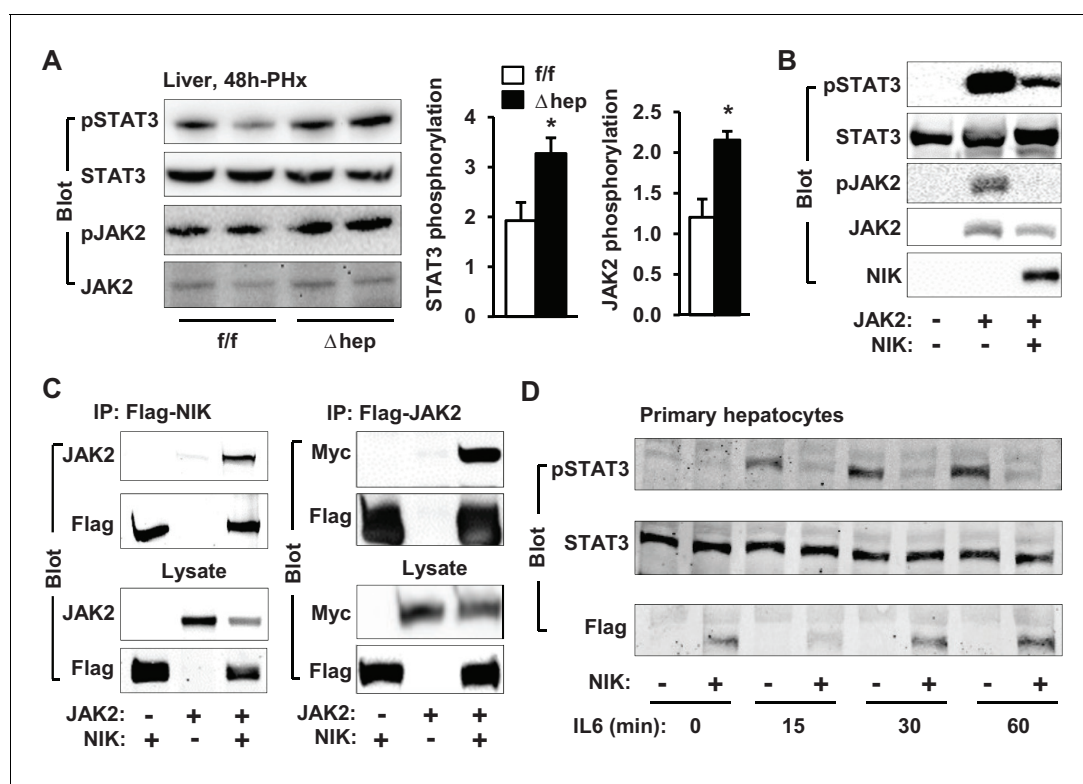 A
Liver, 48h-PHx
Blot
pSTAT3
STAT3
pJAK2
JAK2
f/f
Δhep
f/f
Δhep
STAT3 phosphorylation
4
3
2
1
0
*
JAK2 phosphorylation
2.5
2.0
1.5
1.0
0.5
0.0
*
B
Blot
pSTAT3
STAT3
pJAK2
JAK2
NIK
JAK2: - + +
NIK: - - +
C
IP: Flag-NIK
Blot
JAK2
Flag
Lysate
JAK2
Flag
JAK2: - + +
NIK: + - +
IP: Flag-JAK2
Blot
Myc
Flag
Lysate
Myc
Flag
JAK2: - + +
NIK: + - +
D
Primary hepatocytes
Blot
pSTAT3
STAT3
Flag
NIK: - + - + - + - +
IL6 (min): 0 15 30 60